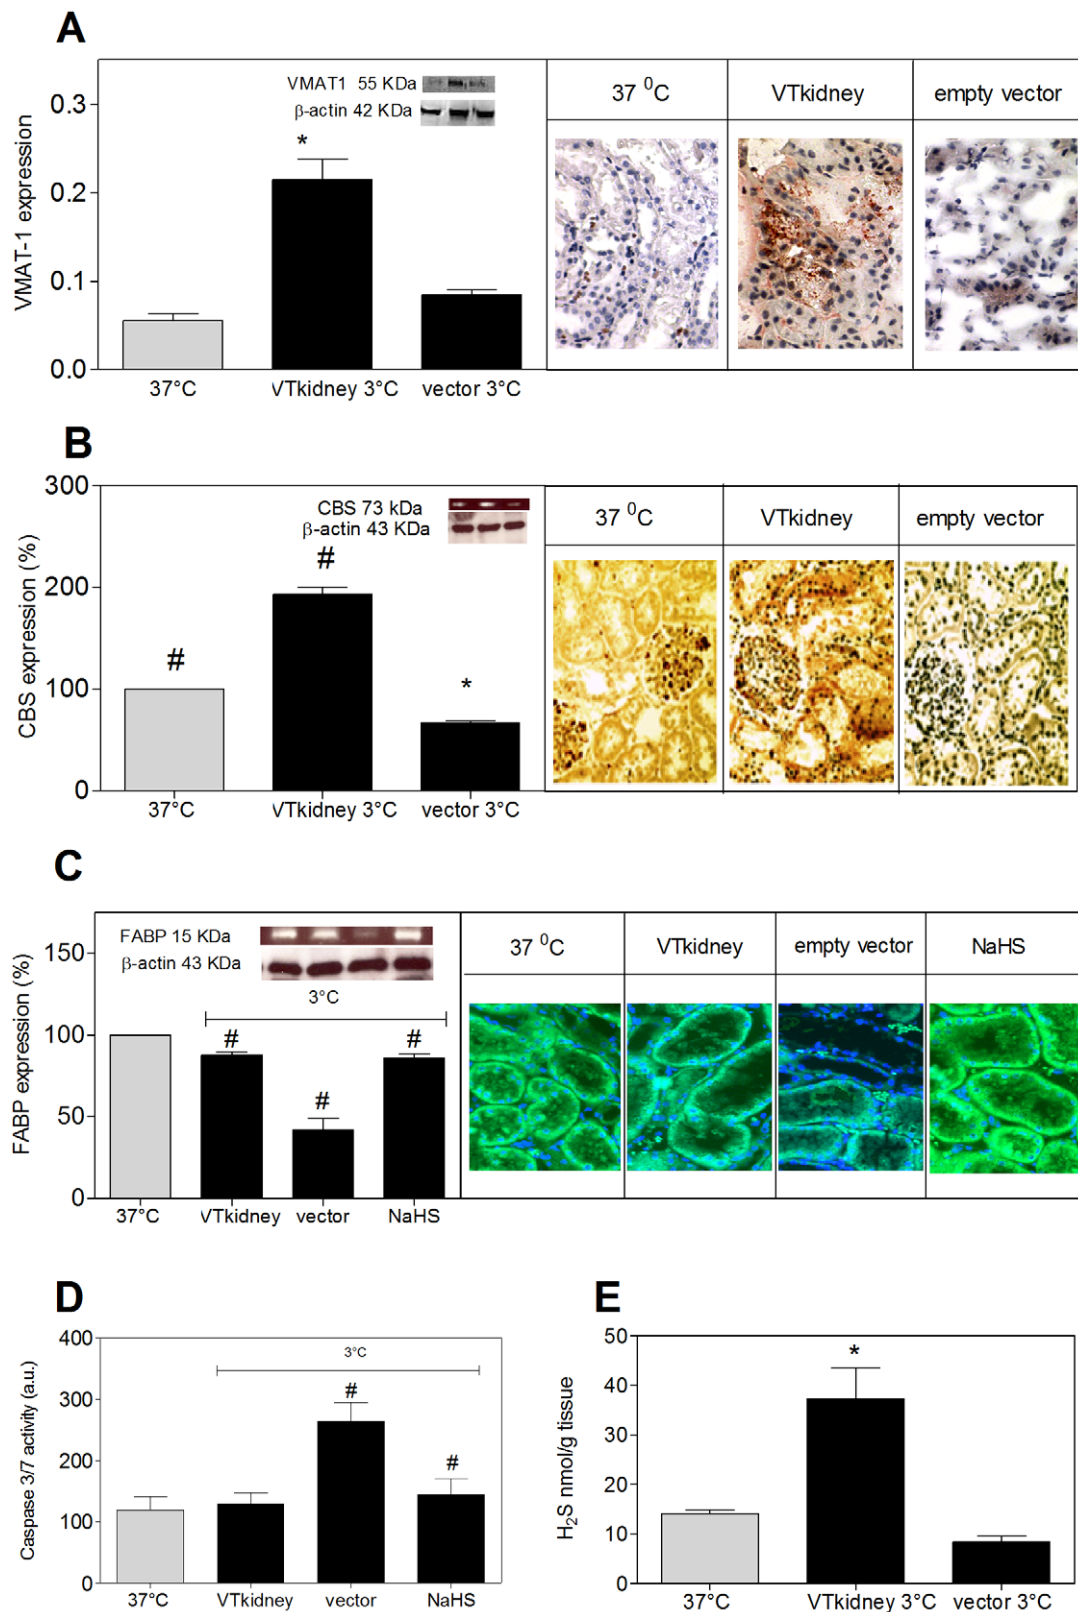 A
VMAT-1 expression
0.3
0.2
0.1
0.0
VMAT1 55 KDa
β-actin 42 KDa
*
37°C
VTkidney 3°C
vector 3°C
37 ⁰C
VTkidney
empty vector
B
CBS expression (%)
300
200
100
0
CBS 73 kDa
β-actin 43 KDa
#
#
*
37°C
VTkidney 3°C
vector 3°C
37 ⁰C
VTkidney
empty vector
C
FABP expression (%)
150
100
50
0
FABP 15 KDa
β-actin 43 KDa
3°C
#
#
#
37°C
VTkidney
vector
NaHS
37 ⁰C
VTkidney
empty vector
NaHS
D
Caspase 3/7 activity (a.u.)
400
300
200
100
0
3°C
#
#
37°C
VTkidney
vector
NaHS
E
H₂S nmol/g tissue
50
40
30
20
10
0
*
37°C
VTkidney 3°C
vector 3°C